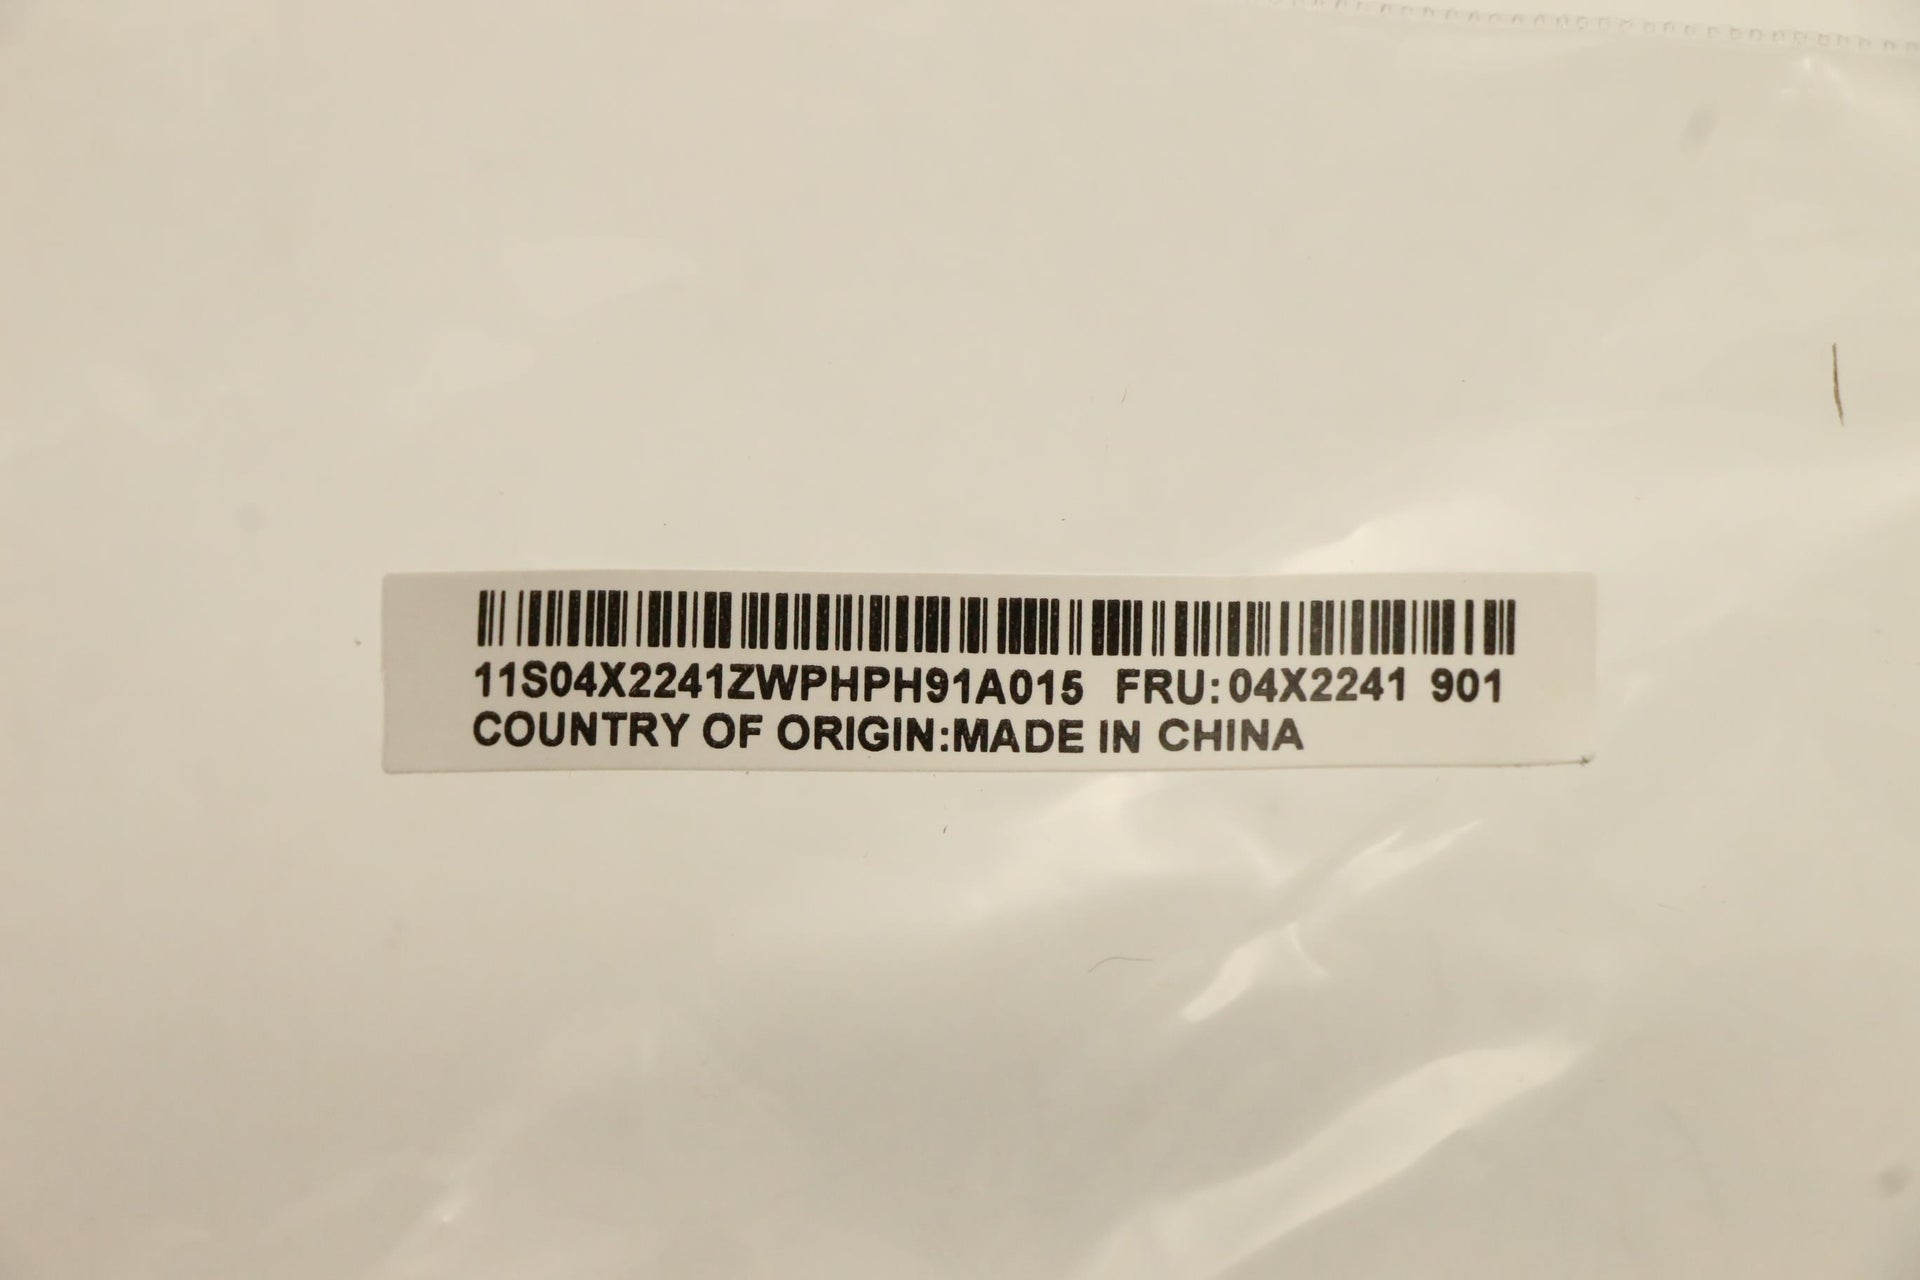 11S04X2241ZWPHPH91A015 FRU:04X2241 901
COUNTRY OF ORIGIN:MADE IN CHINA